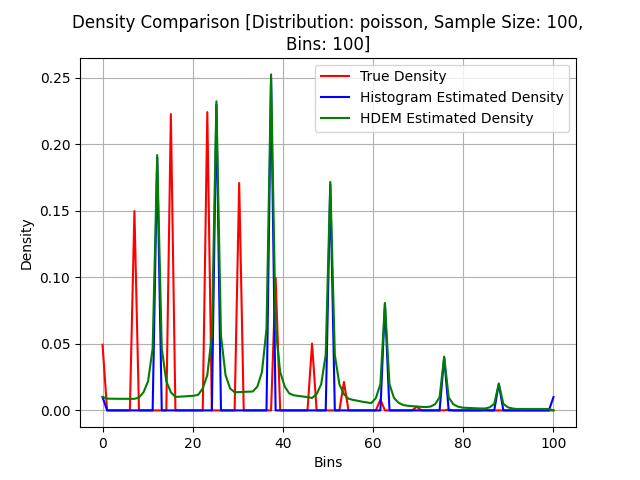 Density Comparison [Distribution: poisson, Sample Size: 100,
Bins: 100]
True Density
Histogram Estimated Density
HDEM Estimated Density
Density
0.25
0.20
0.15
0.10
0.05
0.00
0 20 40 60 80 100
Bins